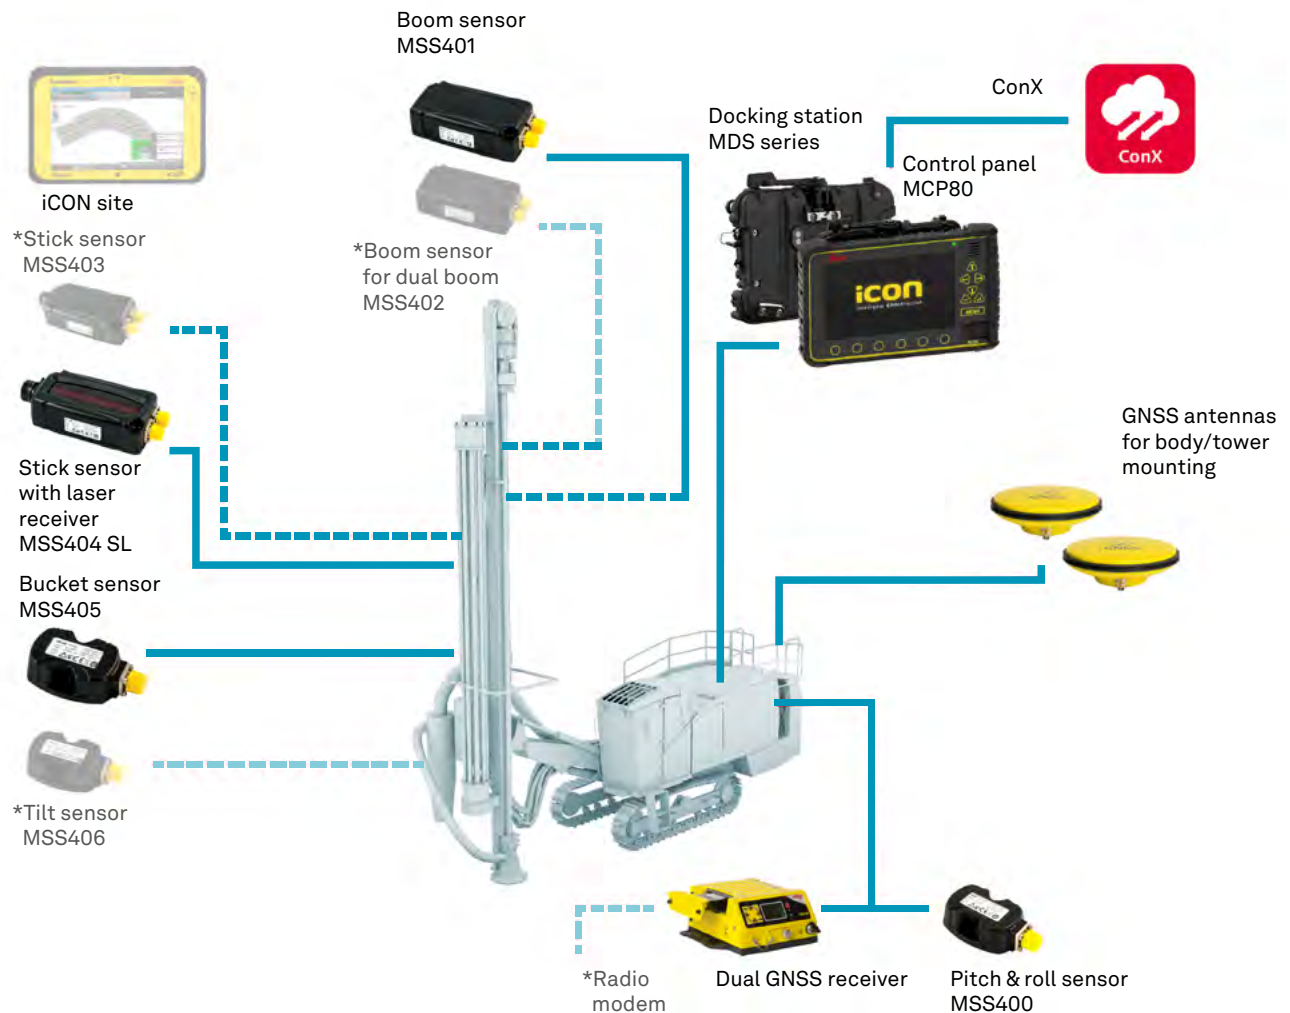 Boom sensor
MSS401
ConX
ConX
Docking station
MDS series
Control panel
MCP80
iCON
iCON site
*Stick sensor
MSS403
*Boom sensor
for dual boom
MSS402
GNSS antennas
for body/tower
mounting
Stick sensor
with laser
receiver
MSS404 SL
Bucket sensor
MSS405
*Tilt sensor
MSS406
*Radio
modem
Dual GNSS receiver
Pitch & roll sensor
MSS400